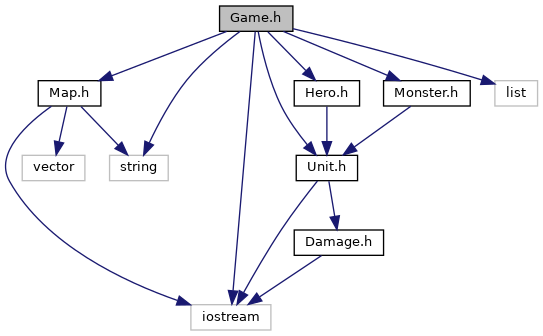 Game.h
Map.h
Hero.h
Monster.h
list
vector
string
Unit.h
Damage.h
iostream